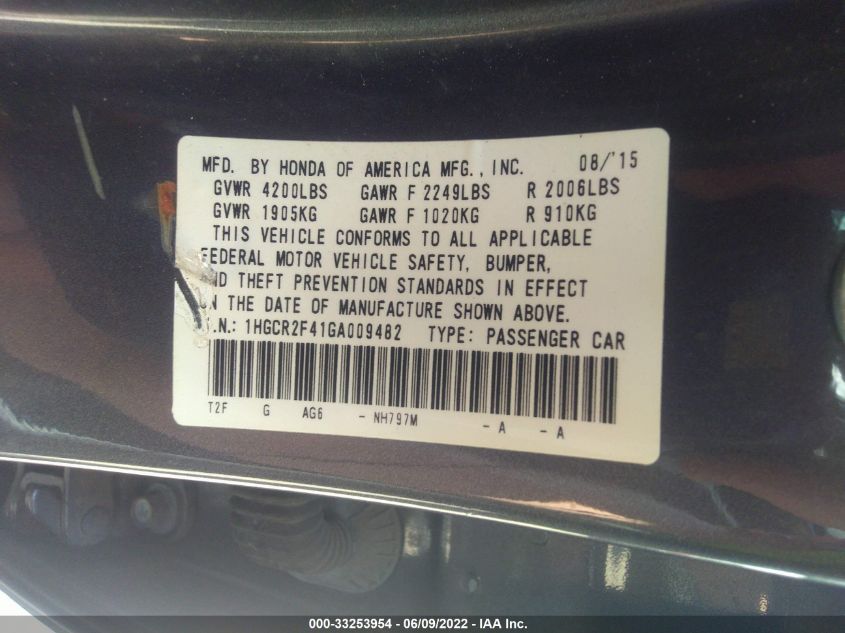 MFD. BY HONDA OF AMERICA MFG., INC. 08/'15
GVWR 4200LBS GAWR F 2249LBS R 2006LBS
GVWR 1905KG GAWR F 1020KG R 910KG
THIS VEHICLE CONFORMS TO ALL APPLICABLE
FEDERAL MOTOR VEHICLE SAFETY, BUMPER,
AND THEFT PREVENTION STANDARDS IN EFFECT
ON THE DATE OF MANUFACTURE SHOWN ABOVE.
.N.: 1HGCR2F41GA009482 TYPE: PASSENGER CAR
T2F G AG6 - NH797M - A - A
000-33253954 - 06/09/2022 - IAA Inc.